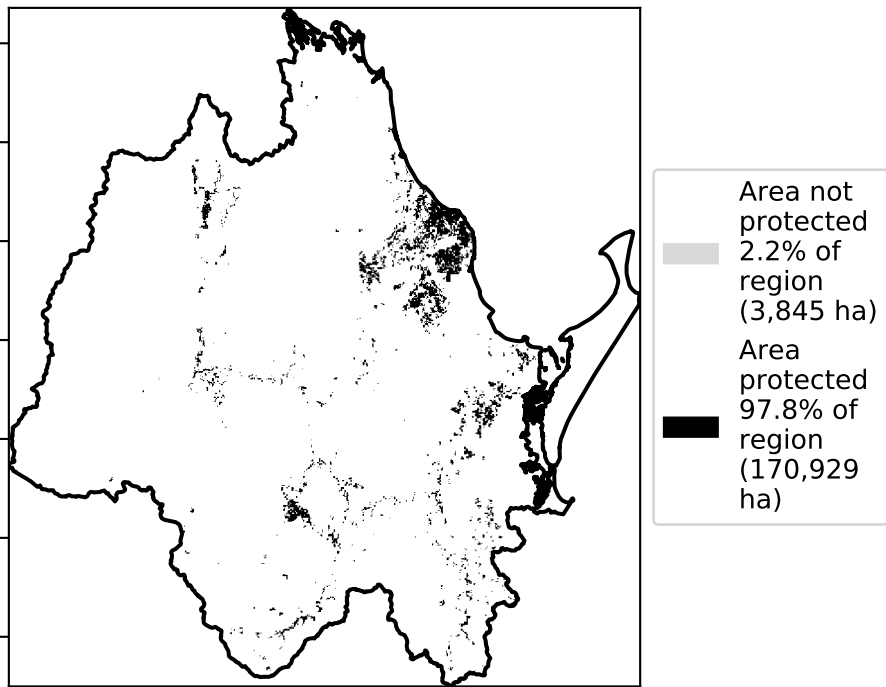 Area not
protected
2.2% of
region
(3,845 ha)
Area
protected
97.8% of
region
(170,929
ha)